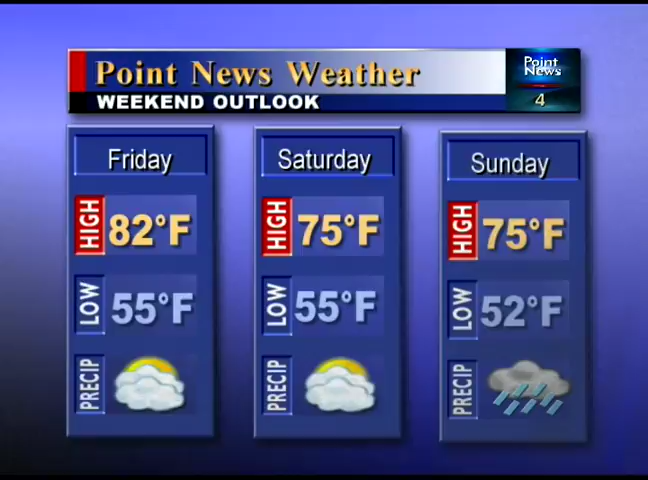 Point News Weather
WEEKEND OUTLOOK
Point
News
4
Friday
HIGH 82°F
LOW 55°F
PRECIP
Saturday
HIGH 75°F
LOW 55°F
PRECIP
Sunday
HIGH 75°F
LOW 52°F
PRECIP